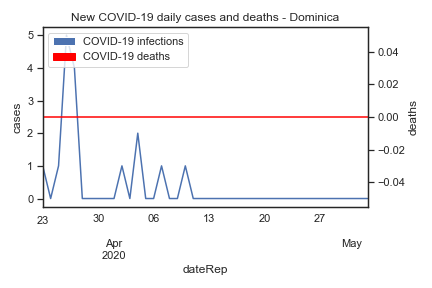 New COVID-19 daily cases and deaths - Dominica
COVID-19 infections
COVID-19 deaths
5
4
3
2
1
0
cases
0.04
0.02
0.00
−0.02
−0.04
deaths
23 30 06 13 20 27
Apr May
2020
dateRep